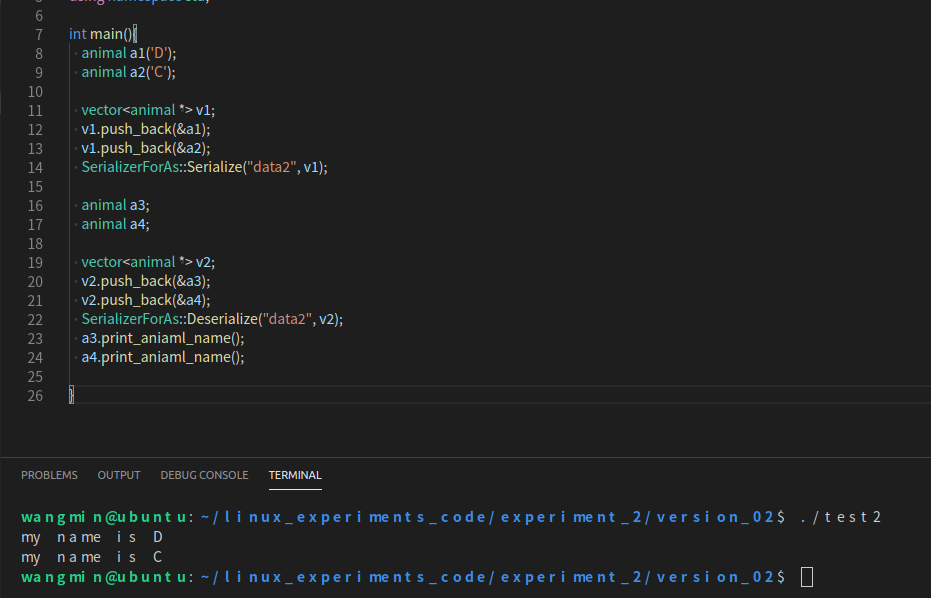 6
7 int main(){
8 animal a1('D');
9 animal a2('C');
10
11 vector<animal *> v1;
12 v1.push_back(&a1);
13 v1.push_back(&a2);
14 SerializerForAs::Serialize("data2", v1);
15
16 animal a3;
17 animal a4;
18
19 vector<animal *> v2;
20 v2.push_back(&a3);
21 v2.push_back(&a4);
22 SerializerForAs::Deserialize("data2", v2);
23 a3.print_aniaml_name();
24 a4.print_aniaml_name();
25
26 }
PROBLEMS OUTPUT DEBUG CONSOLE TERMINAL
wangmin@ubuntu:~/linux_experiments_code/experiment_2/version_02$ ./test2
my name is D
my name is C
wangmin@ubuntu:~/linux_experiments_code/experiment_2/version_02$